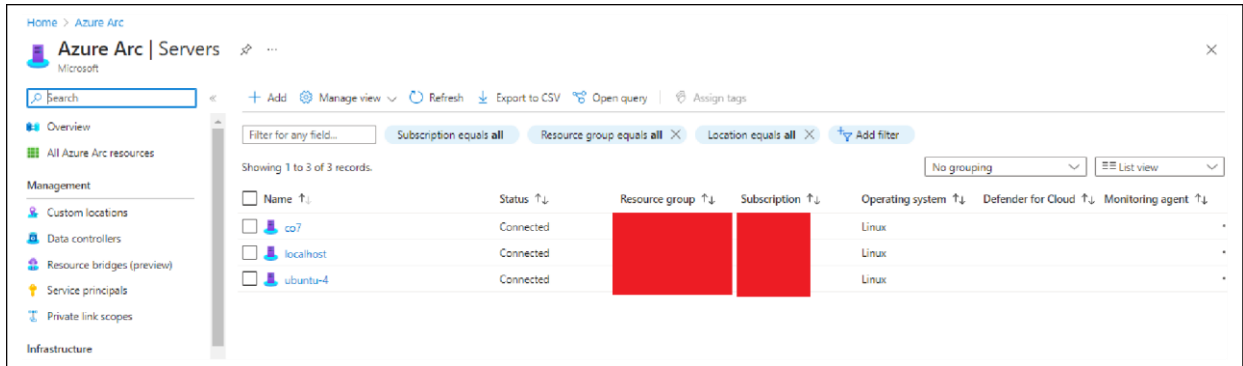 Home > Azure Arc
Azure Arc | Servers
Microsoft
Search
Overview
All Azure Arc resources
Management
Custom locations
Data controllers
Resource bridges (preview)
Service principals
Private link scopes
Infrastructure
+ Add Manage view Refresh Export to CSV Open query Assign tags
Filter for any field... Subscription equals all Resource group equals all Location equals all Add filter
Showing 1 to 3 of 3 records. No grouping List view
Name Status Resource group Subscription Operating system Defender for Cloud Monitoring agent
co7 Connected Linux
localhost Connected Linux
ubuntu-4 Connected Linux